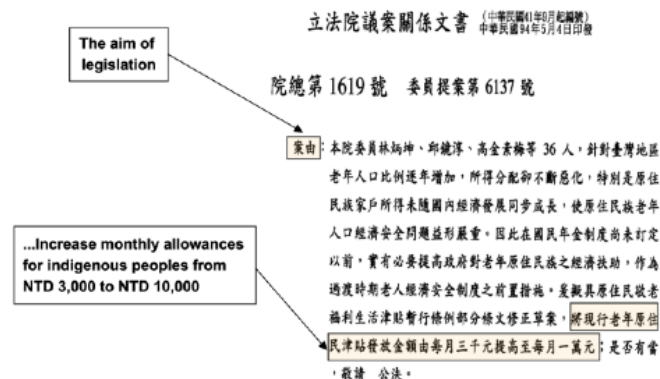 立法院議案關係文書 (中華民國41年9月起編號)
中華民國94年5月4日印發
The aim of
legislation
院總第1619號 委員提案第6137號
案由：本院委員林炳坤、邱鏡淳、高金素梅等 36 人，針對臺灣地區
老年人口比例逐年增加，所得分配卻不斷惡化，特別是原住
民族家戶所得未隨國內經濟發展同步成長，使原住民族老年
人口經濟安全問題益形嚴重。因此在國民年金制度尚未訂定
以前，實有必要提高政府對老年原住民族之經濟扶助，作為
過渡時期老人經濟安全制度之前置措施。爰擬具原住民敬老
福利生活津貼暫行條例部分條文修正草案，將現行老年原住
民津貼發放金額由每月三千元提高至每月一萬元；是否有當
，敬請 公決。
...Increase monthly allowances
for indigenous peoples from
NTD 3,000 to NTD 10,000